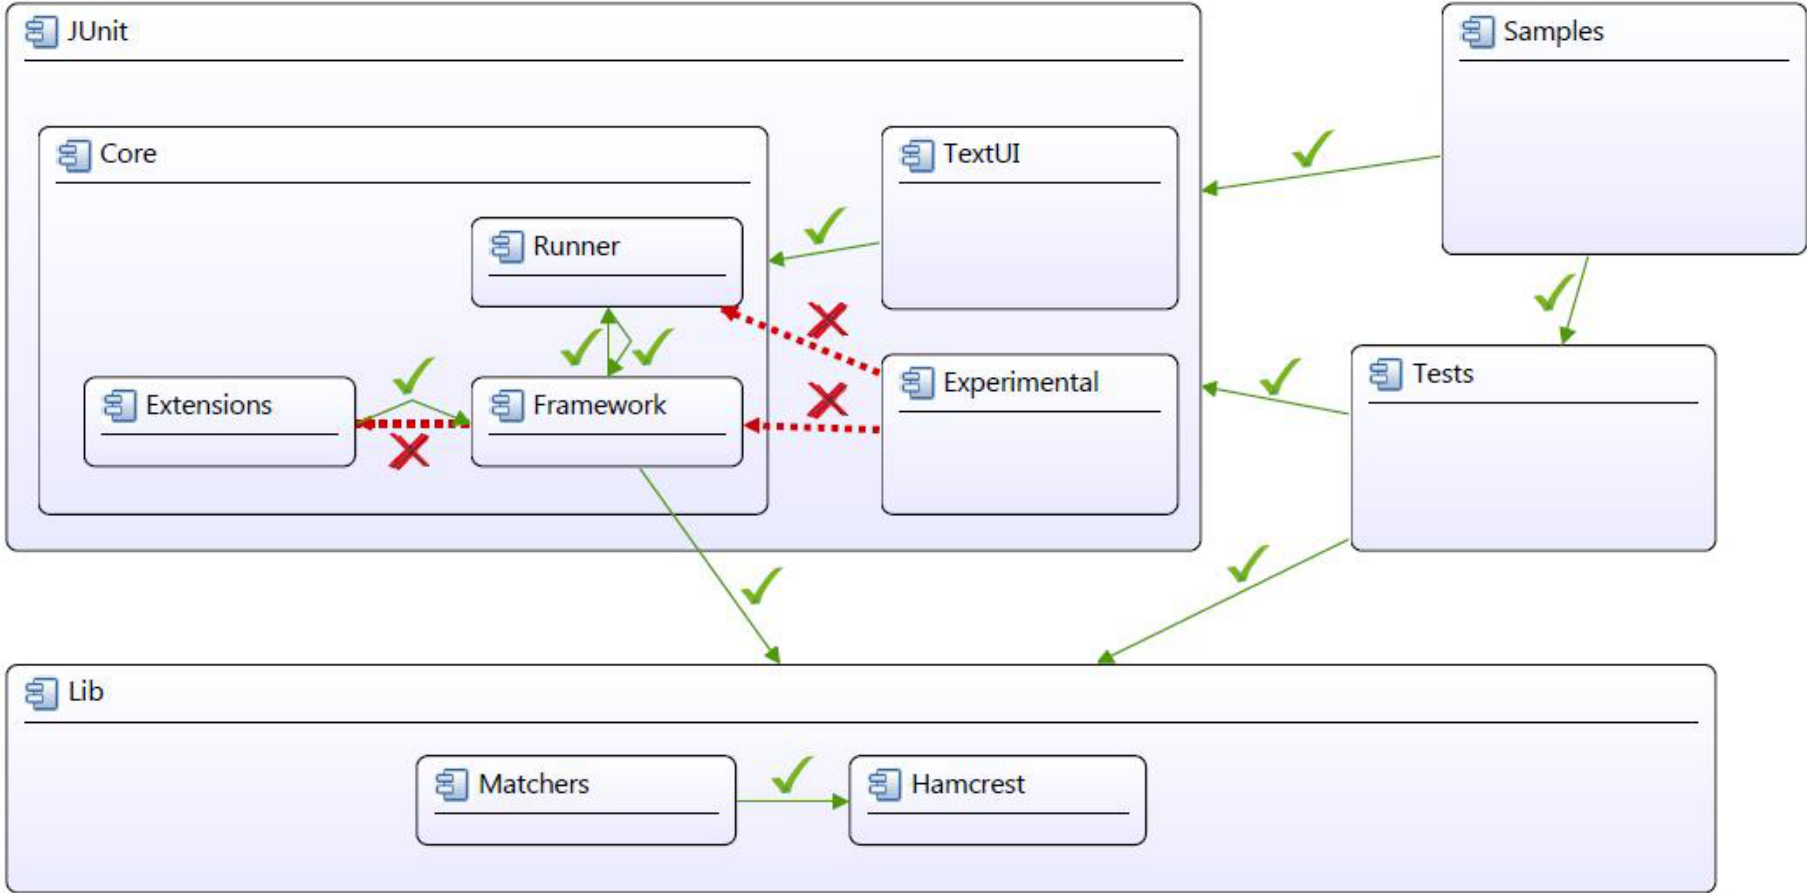 JUnit
Samples
Core
TextUI
Runner
Experimental
Tests
Extensions
Framework
Lib
Matchers
Hamcrest